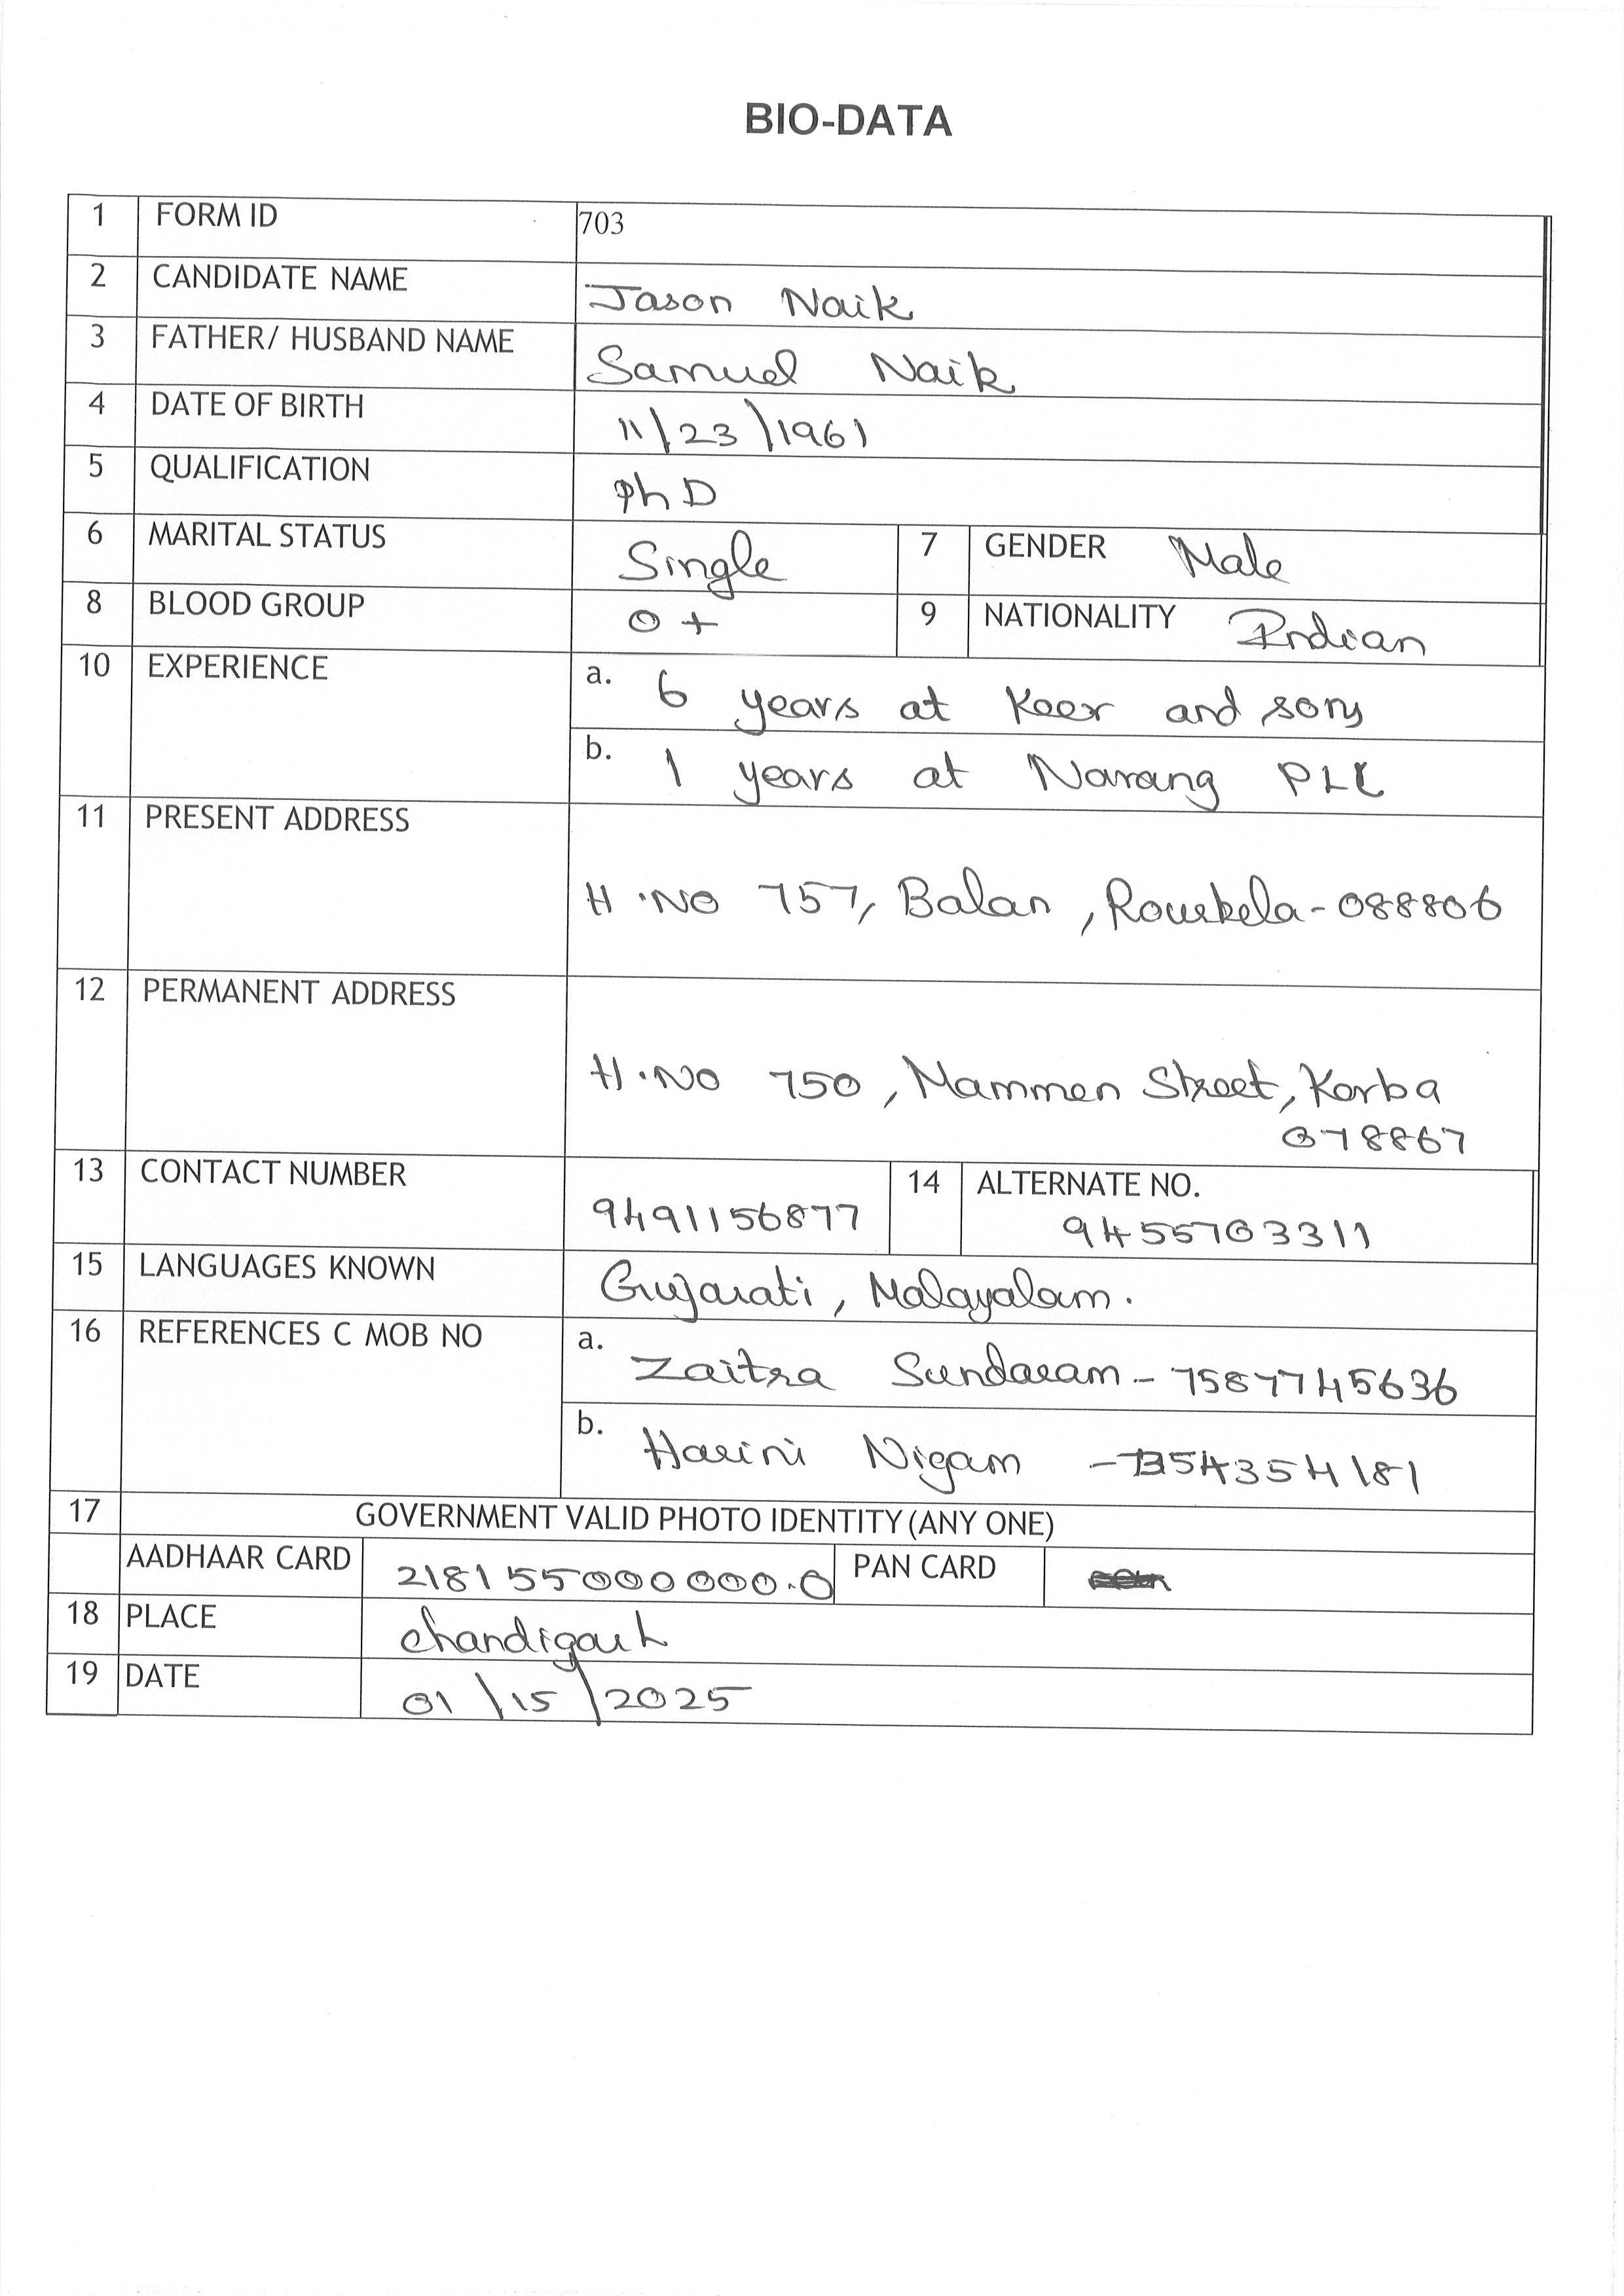 BIO-DATA
1 FORM ID 703
2 CANDIDATE NAME Jason Naik
3 FATHER/ HUSBAND NAME Samuel Naik
4 DATE OF BIRTH 11/23/1961
5 QUALIFICATION PhD
6 MARITAL STATUS Single 7 GENDER Male
8 BLOOD GROUP O+ 9 NATIONALITY Indian
10 EXPERIENCE a. 6 years at Keer and sons
b. 1 years at Narang PLC
11 PRESENT ADDRESS
H.NO 757, Balan, Rourkela-088806
12 PERMANENT ADDRESS
H.NO 750, Mammen Street, Korba
078867
13 CONTACT NUMBER 9491156877 14 ALTERNATE NO.
9455703311
15 LANGUAGES KNOWN Gujarati, Malayalam.
16 REFERENCES C MOB NO a. Zaitra Sundaram - 7587745636
b. Harini Nigam -
17 GOVERNMENT VALID PHOTO IDENTITY (ANY ONE)
AADHAAR CARD 218155000000.0 PAN CARD
18 PLACE Chandigarh
19 DATE 01/15/2025